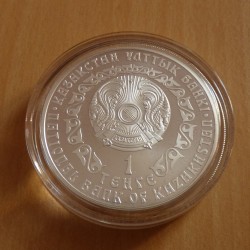 ҚАЗАҚСТАН ҰЛТТЫҚ БАНКІ
NATIONAL BANK OF KAZAKHSTAN
1
ТЕҢГЕ